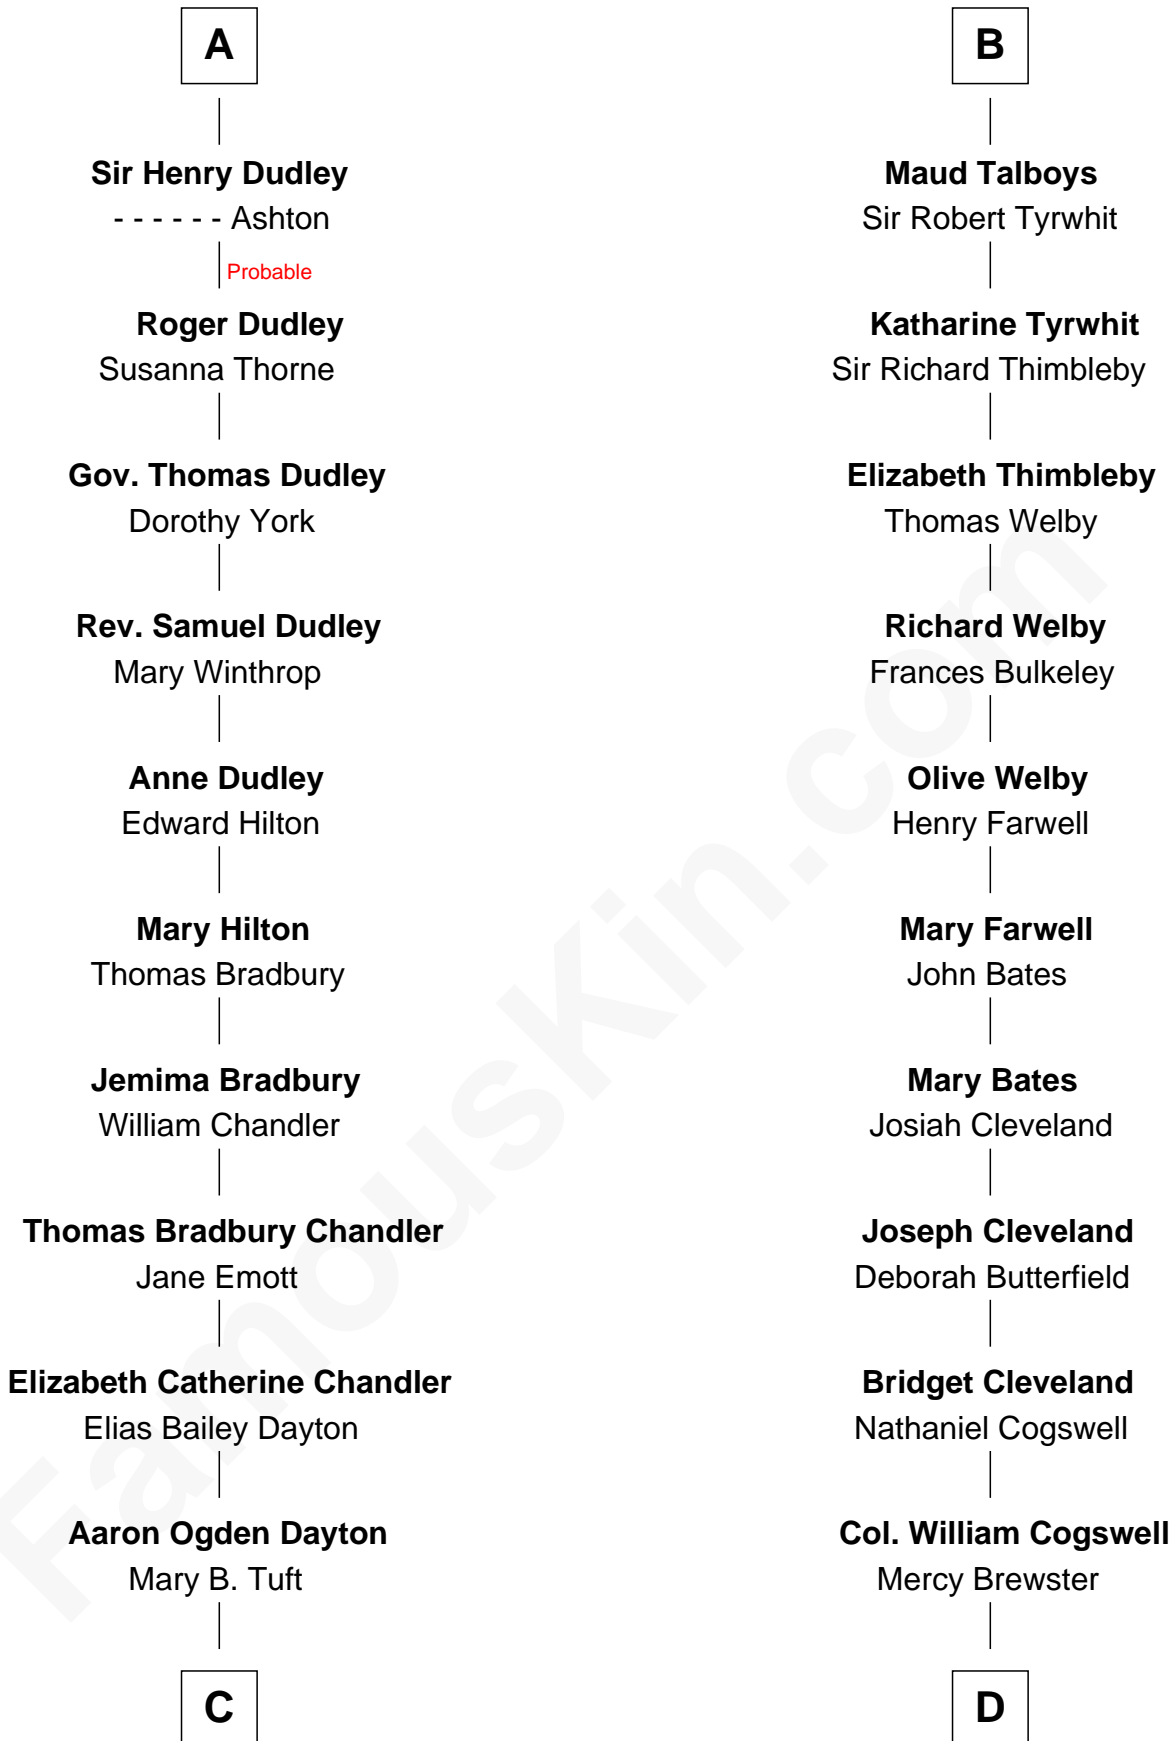 A
Sir Henry Dudley
- - - - - - Ashton
Probable
Roger Dudley
Susanna Thorne
Gov. Thomas Dudley
Dorothy York
Rev. Samuel Dudley
Mary Winthrop
Anne Dudley
Edward Hilton
Mary Hilton
Thomas Bradbury
Jemima Bradbury
William Chandler
Thomas Bradbury Chandler
Jane Emott
Elizabeth Catherine Chandler
Elias Bailey Dayton
Aaron Ogden Dayton
Mary B. Tuft
C
B
Maud Talboys
Sir Robert Tyrwhit
Katharine Tyrwhit
Sir Richard Thimbleby
Elizabeth Thimbleby
Thomas Welby
Richard Welby
Frances Bulkeley
Olive Welby
Henry Farwell
Mary Farwell
John Bates
Mary Bates
Josiah Cleveland
Joseph Cleveland
Deborah Butterfield
Bridget Cleveland
Nathaniel Cogswell
Col. William Cogswell
Mercy Brewster
D
FamousKin.com